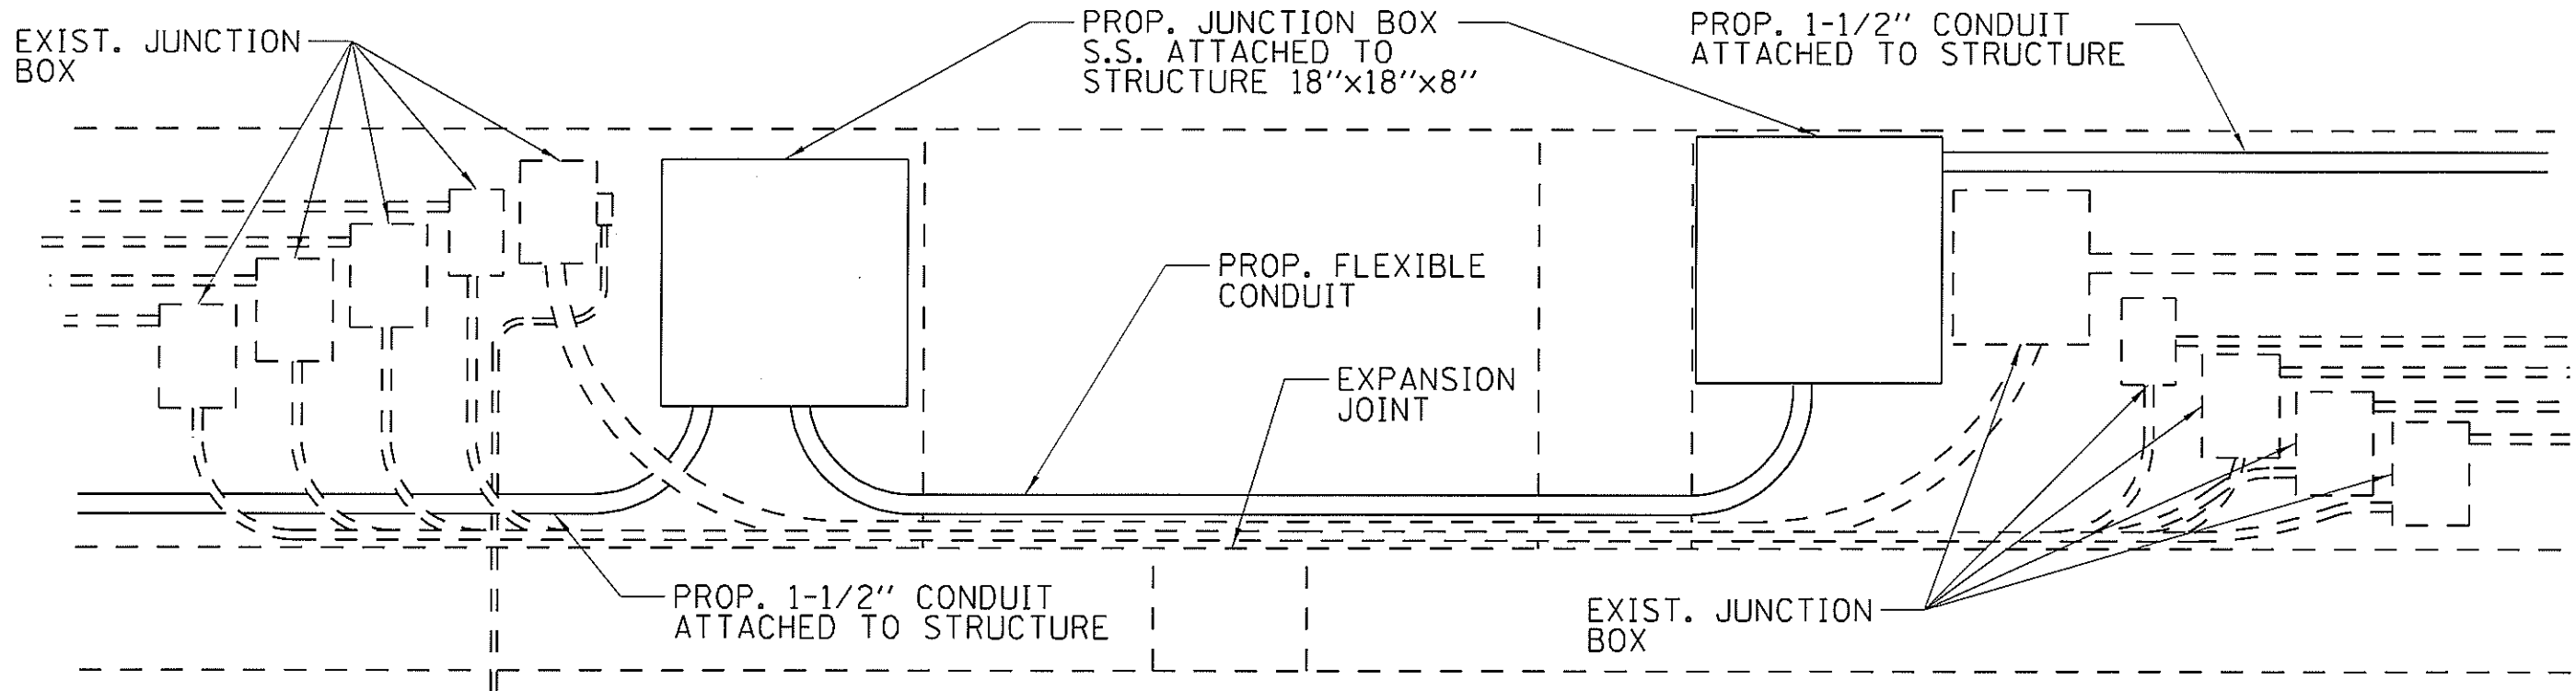 EXIST. JUNCTION
BOX
PROP. JUNCTION BOX
S.S. ATTACHED TO
STRUCTURE 18"x18"x8"
PROP. 1-1/2" CONDUIT
ATTACHED TO STRUCTURE
PROP. FLEXIBLE
CONDUIT
EXPANSION
JOINT
PROP. 1-1/2" CONDUIT
ATTACHED TO STRUCTURE
EXIST. JUNCTION
BOX